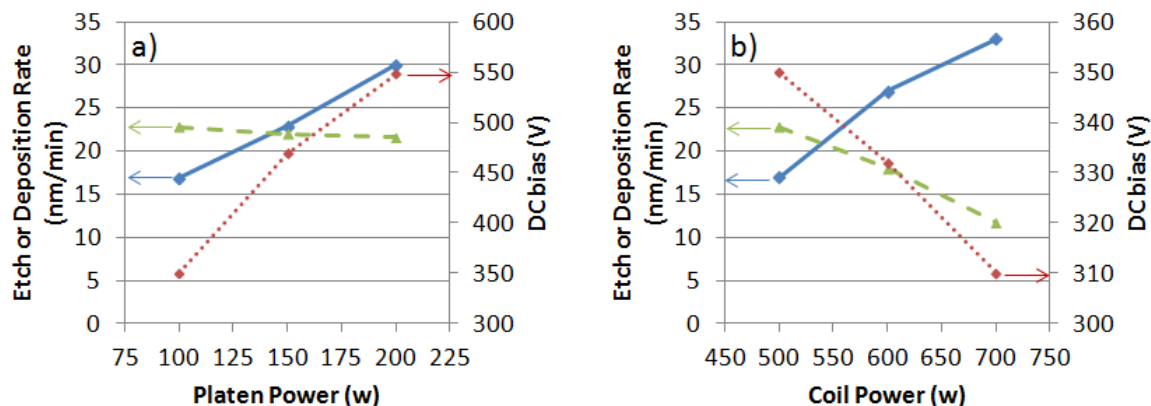 a)
Etch or Deposition Rate
(nm/min)
35
30
25
20
15
10
5
0
75 100 125 150 175 200 225
Platen Power (w)
600
550
500
450
400
350
300
DC bias (V)
b)
Etch or Deposition Rate
(nm/min)
35
30
25
20
15
10
5
0
450 500 550 600 650 700 750
Coil Power (w)
360
350
340
330
320
310
300
DC bias (V)